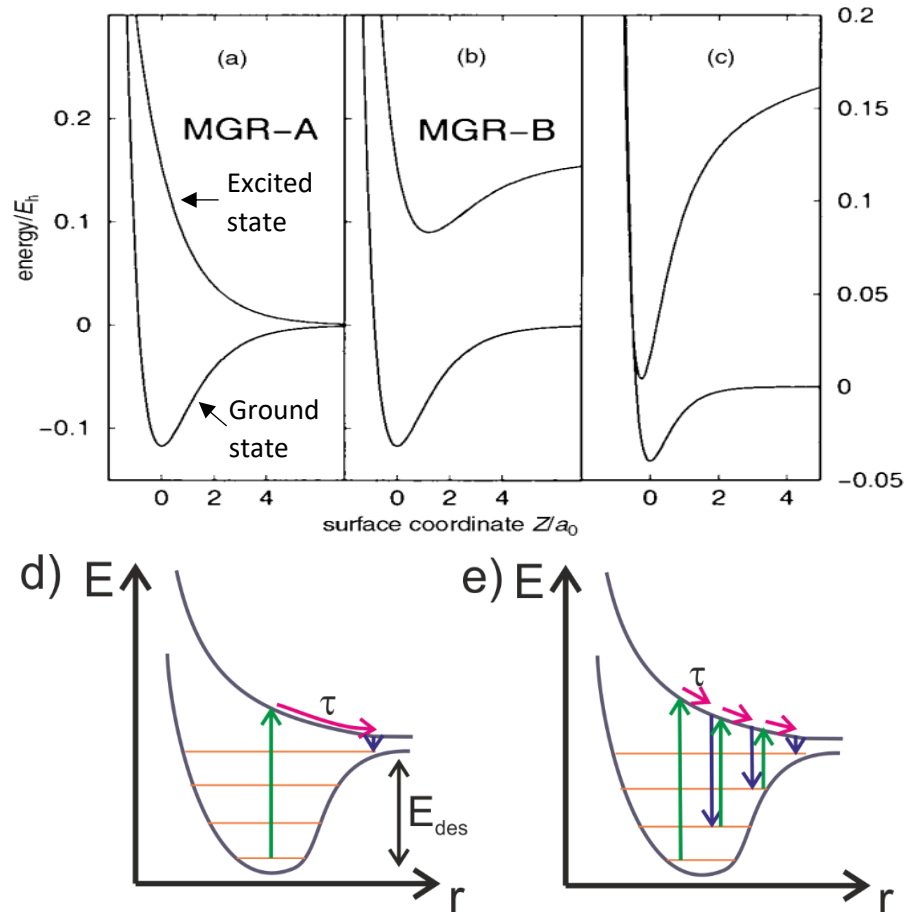 (a)
(b)
(c)
MGR−A
MGR−B
Excited
state
Ground
state
energy/Eh
0.2
0.1
0
−0.1
0.2
0.15
0.1
0.05
0
−0.05
0 2 4
0 2 4
0 2 4
surface coordinate Z/a0
d)
E
τ
Edes
r
e)
E
τ
r